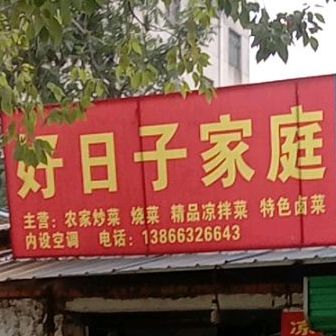 好日子家庭
主营：农家炒菜 烧菜 精品凉拌菜 特色卤菜
内设空调 电话：13866326643
凉